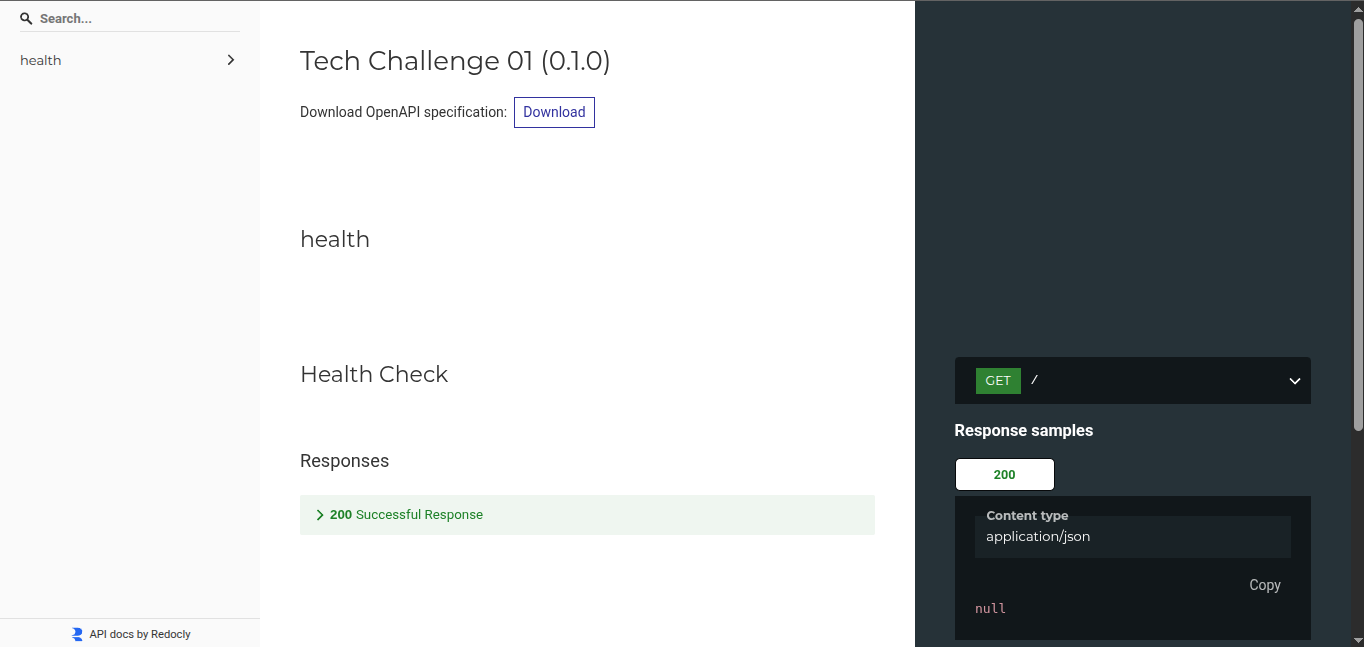 Search...
health
API docs by Redocly
Tech Challenge 01 (0.1.0)
Download OpenAPI specification: Download
health
Health Check
Responses
200 Successful Response
GET /
Response samples
200
Content type
application/json
Copy
null